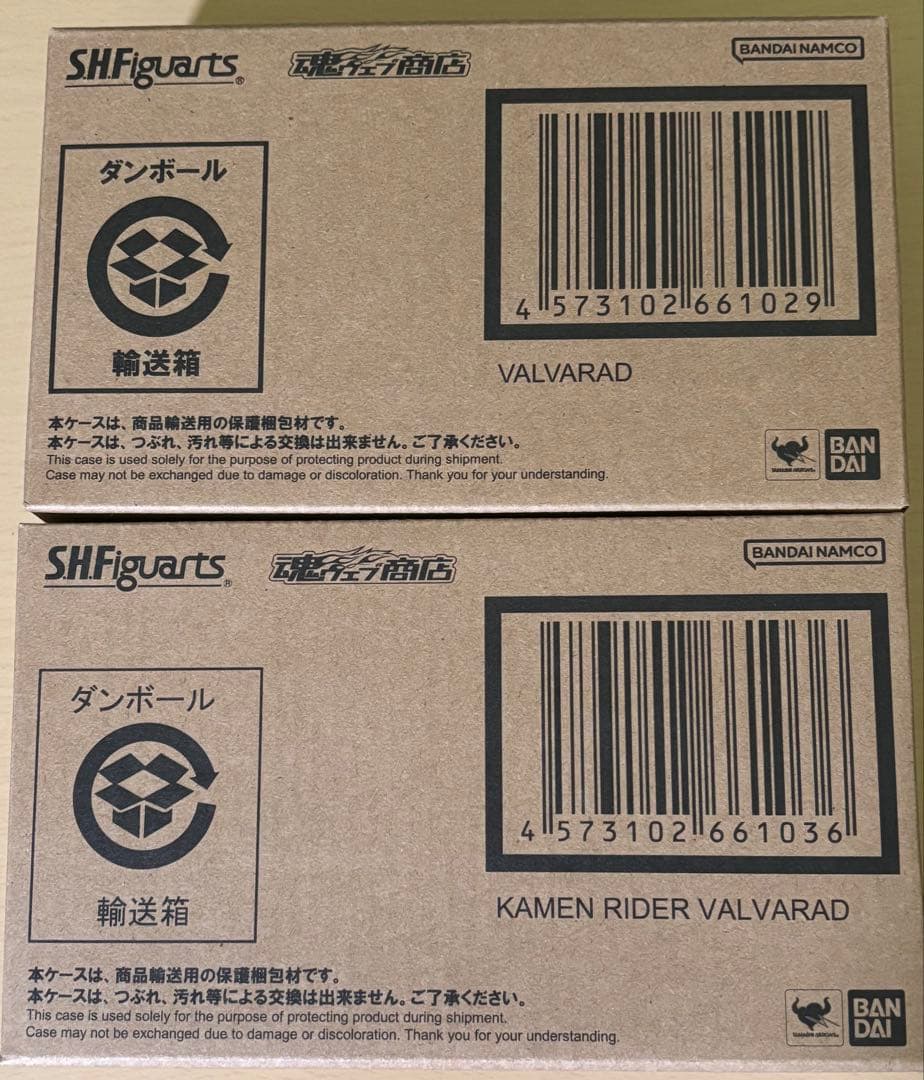 S.H.Figuarts®
魂ウェブ商店
BANDAI NAMCO
ダンボール
輸送箱
4 573102 661029
VALVARAD
本ケースは、商品輸送用の保護梱包材です。
本ケースは、つぶれ、汚れ等による交換は出来ません。ご了承ください。
This case is used solely for the purpose of protecting product during shipment.
Case may not be exchanged due to damage or discoloration. Thank you for your understanding.
BAN
DAI
S.H.Figuarts®
魂ウェブ商店
BANDAI NAMCO
ダンボール
輸送箱
4 573102 661036
KAMEN RIDER VALVARAD
本ケースは、商品輸送用の保護梱包材です。
本ケースは、つぶれ、汚れ等による交換は出来ません。ご了承ください。
This case is used solely for the purpose of protecting product during shipment.
Case may not be exchanged due to damage or discoloration. Thank you for your understanding.
BAN
DAI